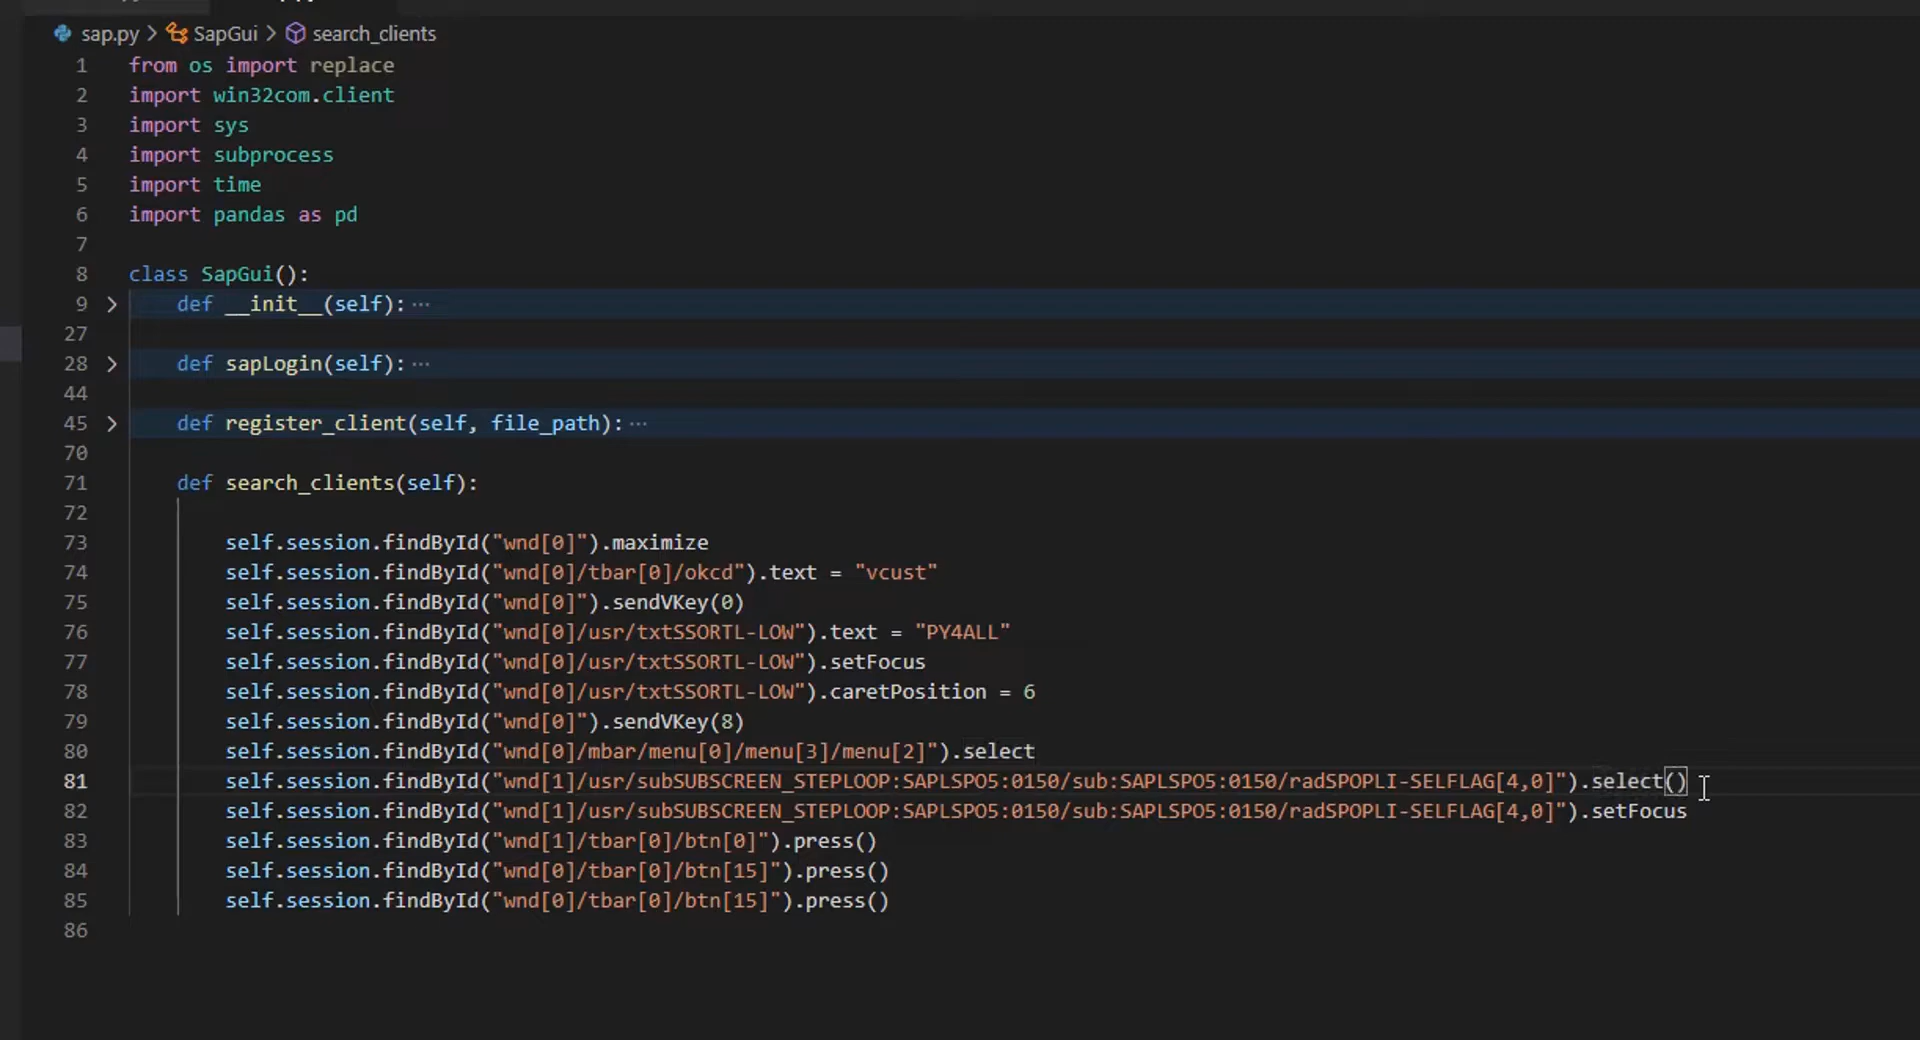 sap.py > SapGui > search_clients
1 from os import replace
2 import win32com.client
3 import sys
4 import subprocess
5 import time
6 import pandas as pd
7
8 class SapGui():
9 > def __init__(self): ···
27
28 > def sapLogin(self): ···
44
45 > def register_client(self, file_path): ···
70
71 def search_clients(self):
72
73 self.session.findById("wnd[0]").maximize
74 self.session.findById("wnd[0]/tbar[0]/okcd").text = "vcust"
75 self.session.findById("wnd[0]").sendVKey(0)
76 self.session.findById("wnd[0]/usr/txtSSORTL-LOW").text = "PY4ALL"
77 self.session.findById("wnd[0]/usr/txtSSORTL-LOW").setFocus
78 self.session.findById("wnd[0]/usr/txtSSORTL-LOW").caretPosition = 6
79 self.session.findById("wnd[0]").sendVKey(8)
80 self.session.findById("wnd[0]/mbar/menu[0]/menu[3]/menu[2]").select
81 self.session.findById("wnd[1]/usr/subSUBSCREEN_STEPLOOP:SAPLSPO5:0150/sub:SAPLSPO5:0150/radSPOPLI-SELFLAG[4,0]").select()
82 self.session.findById("wnd[1]/usr/subSUBSCREEN_STEPLOOP:SAPLSPO5:0150/sub:SAPLSPO5:0150/radSPOPLI-SELFLAG[4,0]").setFocus
83 self.session.findById("wnd[1]/tbar[0]/btn[0]").press()
84 self.session.findById("wnd[0]/tbar[0]/btn[15]").press()
85 self.session.findById("wnd[0]/tbar[0]/btn[15]").press()
86